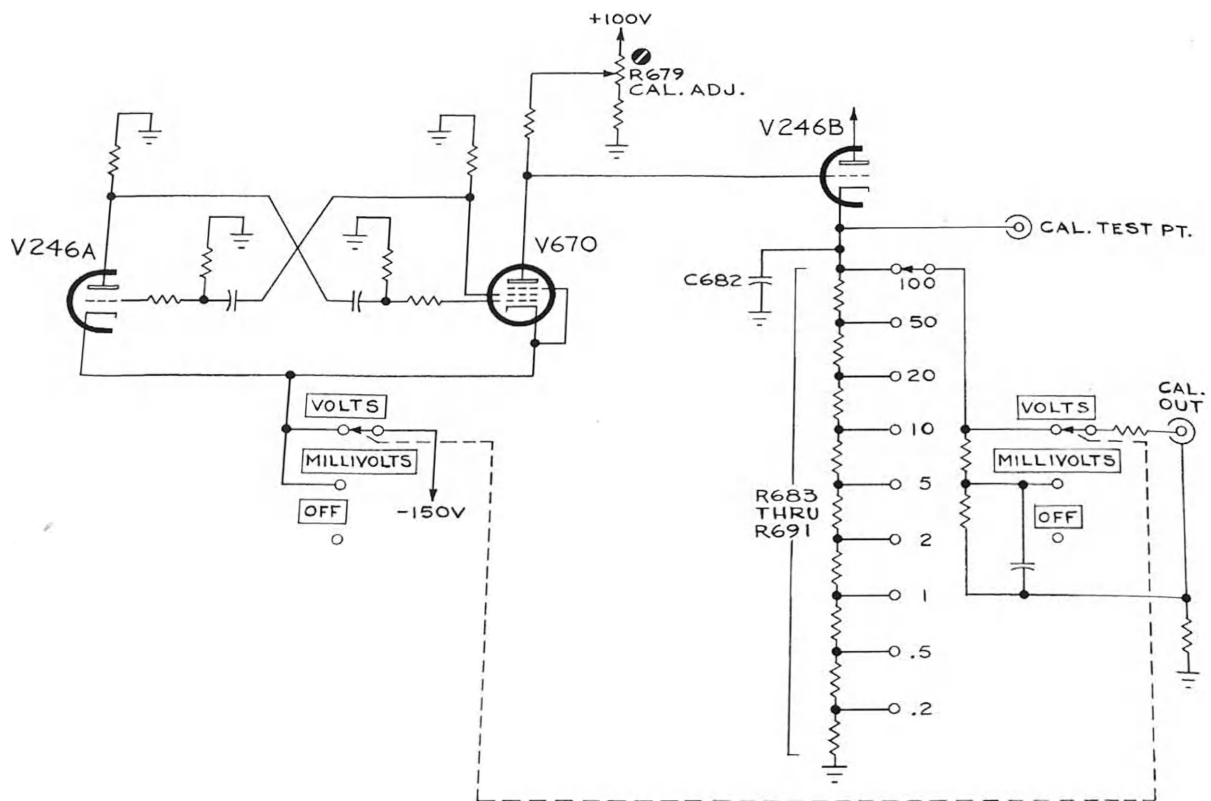 +100V
R679
CAL. ADJ.
V246B
V246A
V670
CAL. TEST PT.
C682
100
50
20
10
5
2
1
.5
.2
R683
THRU
R691
VOLTS
MILLIVOLTS
OFF
-150V
VOLTS
MILLIVOLTS
OFF
CAL.
OUT